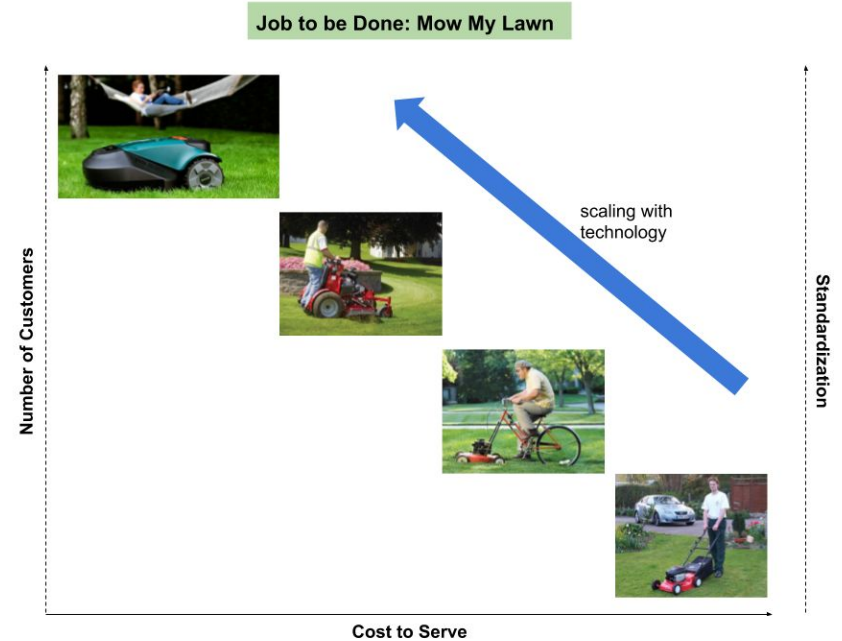 Job to be Done: Mow My Lawn
scaling with
technology
Number of Customers
Standardization
Cost to Serve